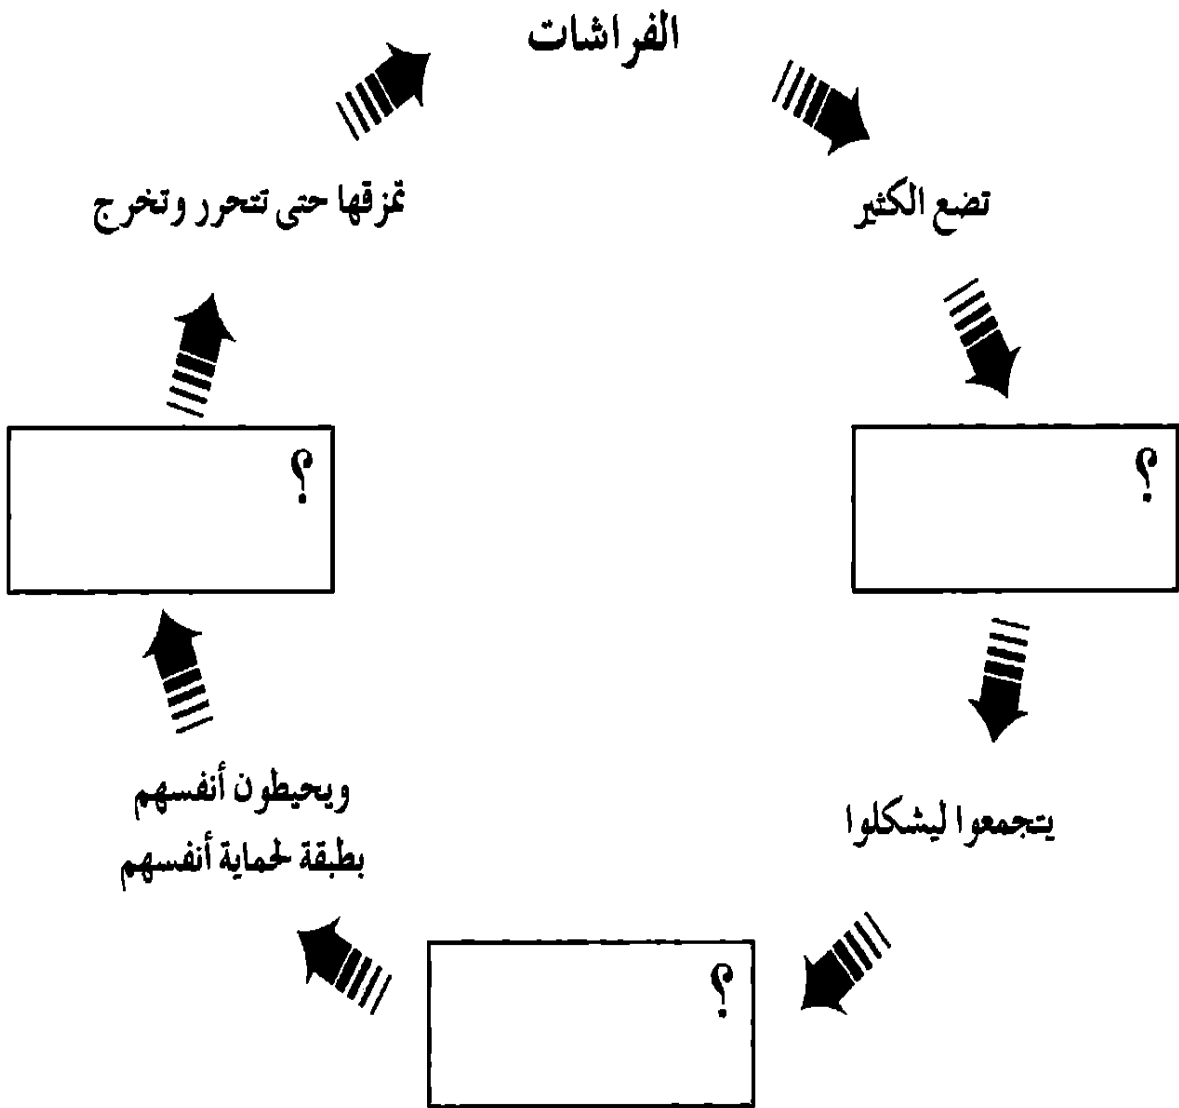 الفراشات
تضع الكثير
؟
يتجمعوا ليشكلوا
؟
ويحيطون أنفسهم
بطبقة لحماية أنفسهم
؟
تمزقها حتى تتحرر وتخرج